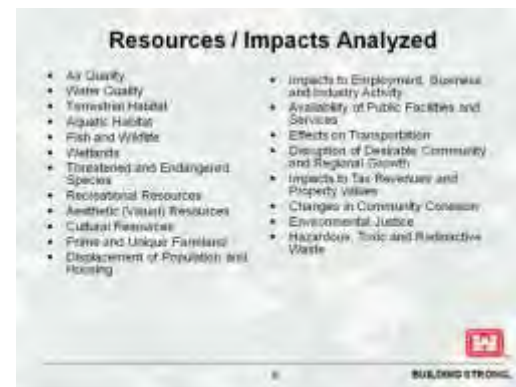 Resources / Impacts Analyzed
• Air Quality
• Water Quality
• Terrestrial Habitat
• Aquatic Habitat
• Fish and Wildlife
• Wetlands
• Threatened and Endangered
Species
• Recreational Resources
• Aesthetic (Visual) Resources
• Cultural Resources
• Prime and Unique Farmland
• Displacement of Population and
Housing
• Impacts to Employment, Business
and Industry Activity
• Availability of Public Facilities and
Services
• Effects on Transportation
• Disruption of Desirable Community
and Regional Growth
• Impacts to Tax Revenues and
Property Values
• Changes in Community Cohesion
• Environmental Justice
• Hazardous, Toxic and Radioactive
Waste
BUILDING STRONG